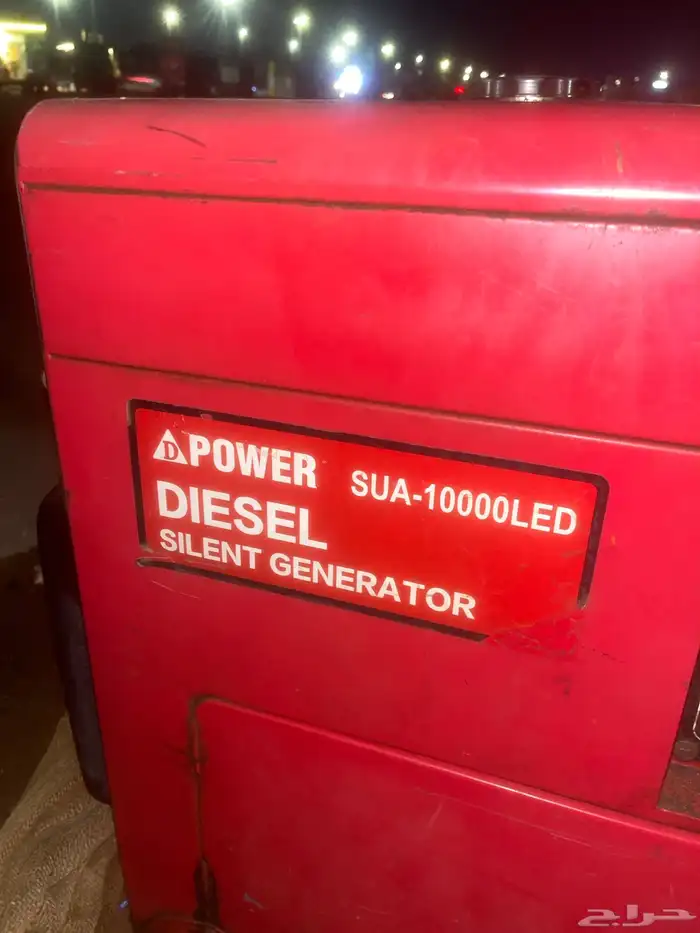 D POWER SUA-10000LED
DIESEL
SILENT GENERATOR
حراج